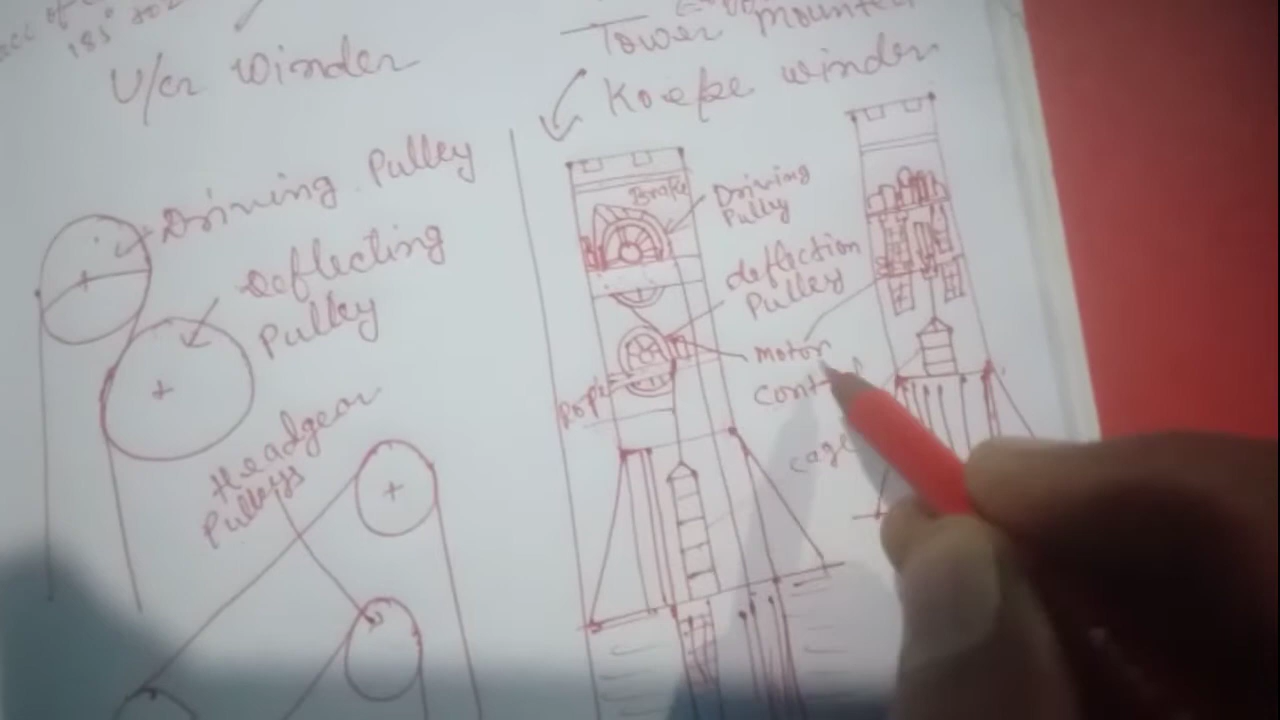 185°
U/G Winder
Tower mounted
Koepe winder
Driving Pulley
Deflecting
Pulley
Headgear
Pulleys
Brake
Driving
Pulley
deflection
Pulley
Motor
Rope
cage